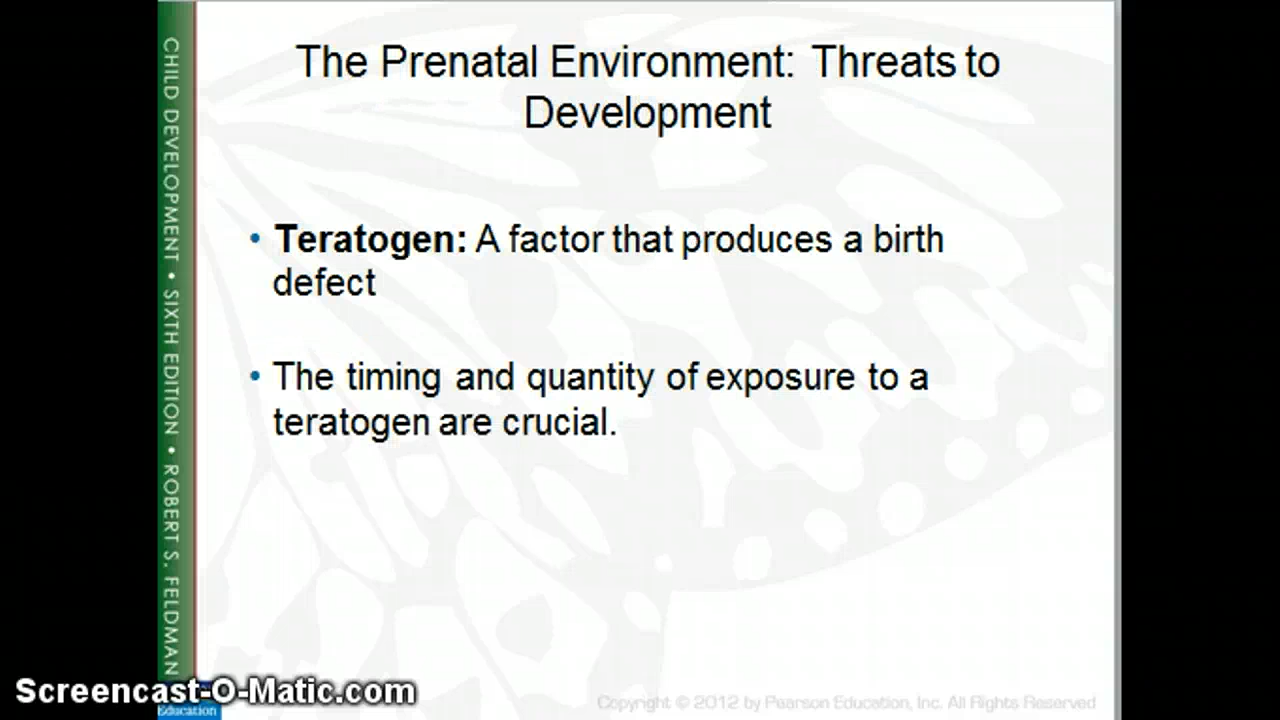 The Prenatal Environment: Threats to
Development
• Teratogen: A factor that produces a birth
defect
• The timing and quantity of exposure to a
teratogen are crucial.
CHILD DEVELOPMENT • SIXTH EDITION • ROBERT S. FELDMAN
Screencast-O-Matic.com
Education
Copyright © 2012 by Pearson Education, Inc. All Rights Reserved